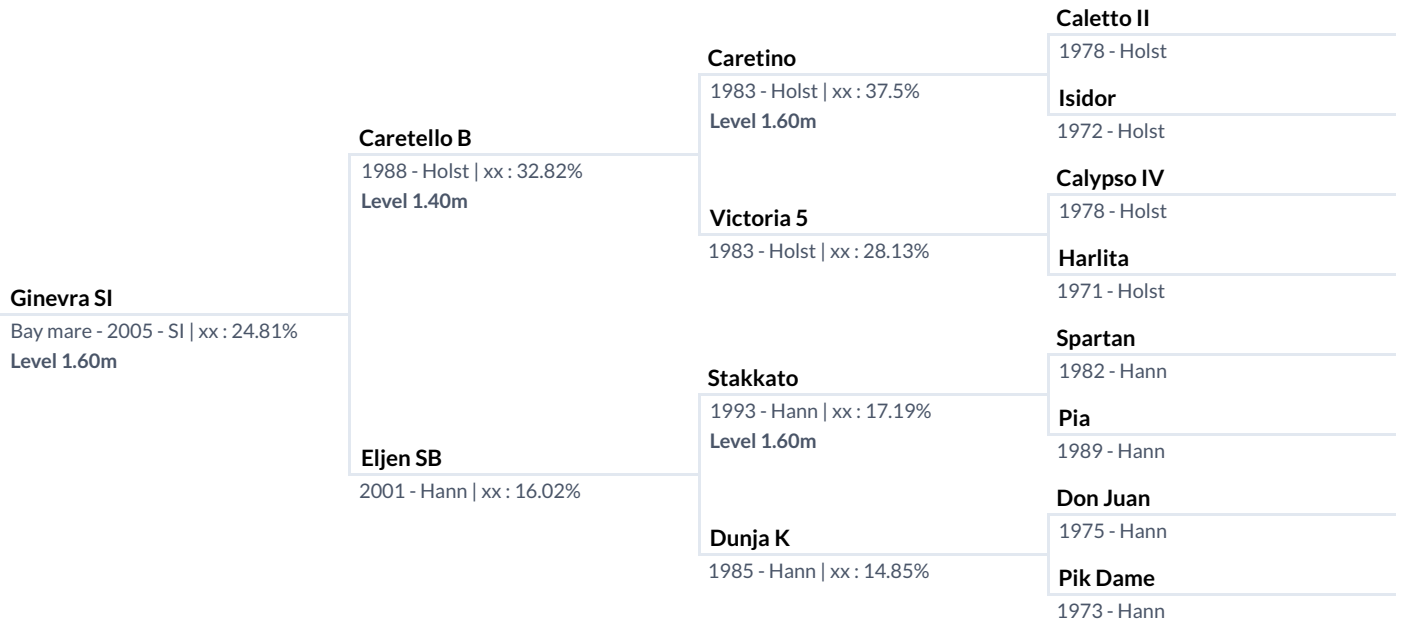 Ginevra SI
Bay mare - 2005 - SI | xx : 24.81%
Level 1.60m
Caretello B
1988 - Holst | xx : 32.82%
Level 1.40m
Eljen SB
2001 - Hann | xx : 16.02%
Caretino
1983 - Holst | xx : 37.5%
Level 1.60m
Victoria 5
1983 - Holst | xx : 28.13%
Stakkato
1993 - Hann | xx : 17.19%
Level 1.60m
Dunja K
1985 - Hann | xx : 14.85%
Caletto II
1978 - Holst
Isidor
1972 - Holst
Calypso IV
1978 - Holst
Harlita
1971 - Holst
Spartan
1982 - Hann
Pia
1989 - Hann
Don Juan
1975 - Hann
Pik Dame
1973 - Hann